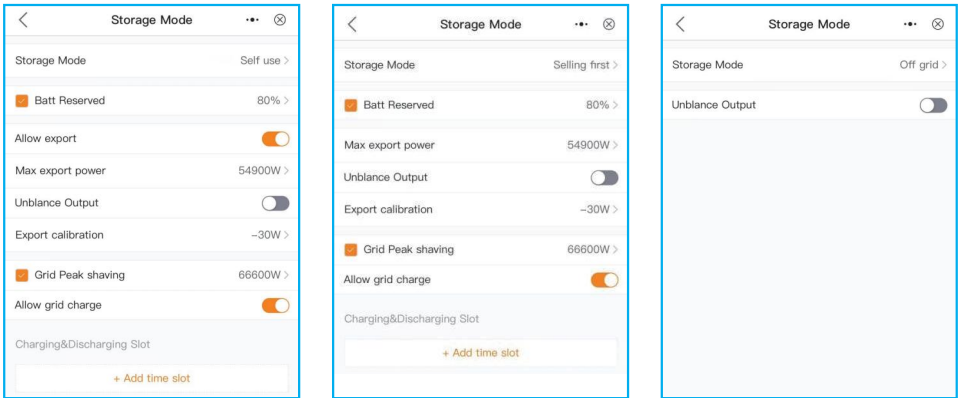 Storage Mode
Storage Mode Self use >
Batt Reserved 80% >
Allow export
Max export power 54900W >
Unblance Output
Export calibration -30W >
Grid Peak shaving 66600W >
Allow grid charge
Charging&Discharging Slot
+ Add time slot
Storage Mode
Storage Mode Selling first >
Batt Reserved 80% >
Max export power 54900W >
Unblance Output
Export calibration -30W >
Grid Peak shaving 66600W >
Allow grid charge
Charging&Discharging Slot
+ Add time slot
Storage Mode
Storage Mode Off grid >
Unblance Output